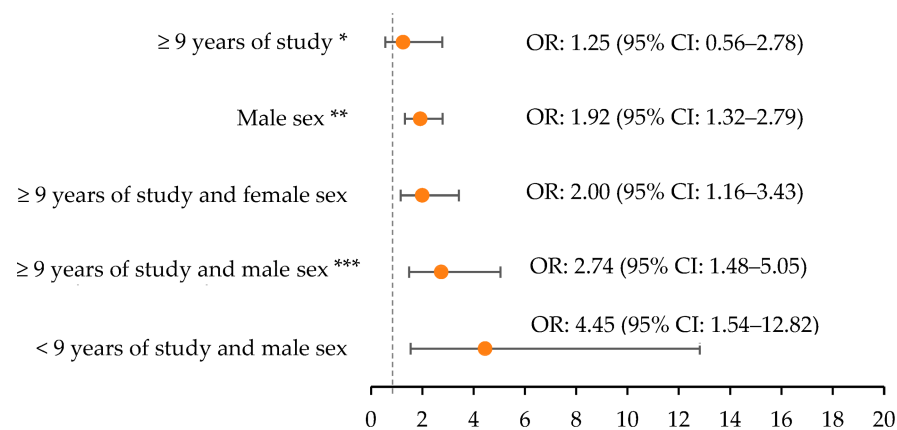 ≥ 9 years of study * OR: 1.25 (95% CI: 0.56–2.78)
Male sex ** OR: 1.92 (95% CI: 1.32–2.79)
≥ 9 years of study and female sex OR: 2.00 (95% CI: 1.16–3.43)
≥ 9 years of study and male sex *** OR: 2.74 (95% CI: 1.48–5.05)
< 9 years of study and male sex OR: 4.45 (95% CI: 1.54–12.82)
0 2 4 6 8 10 12 14 16 18 20